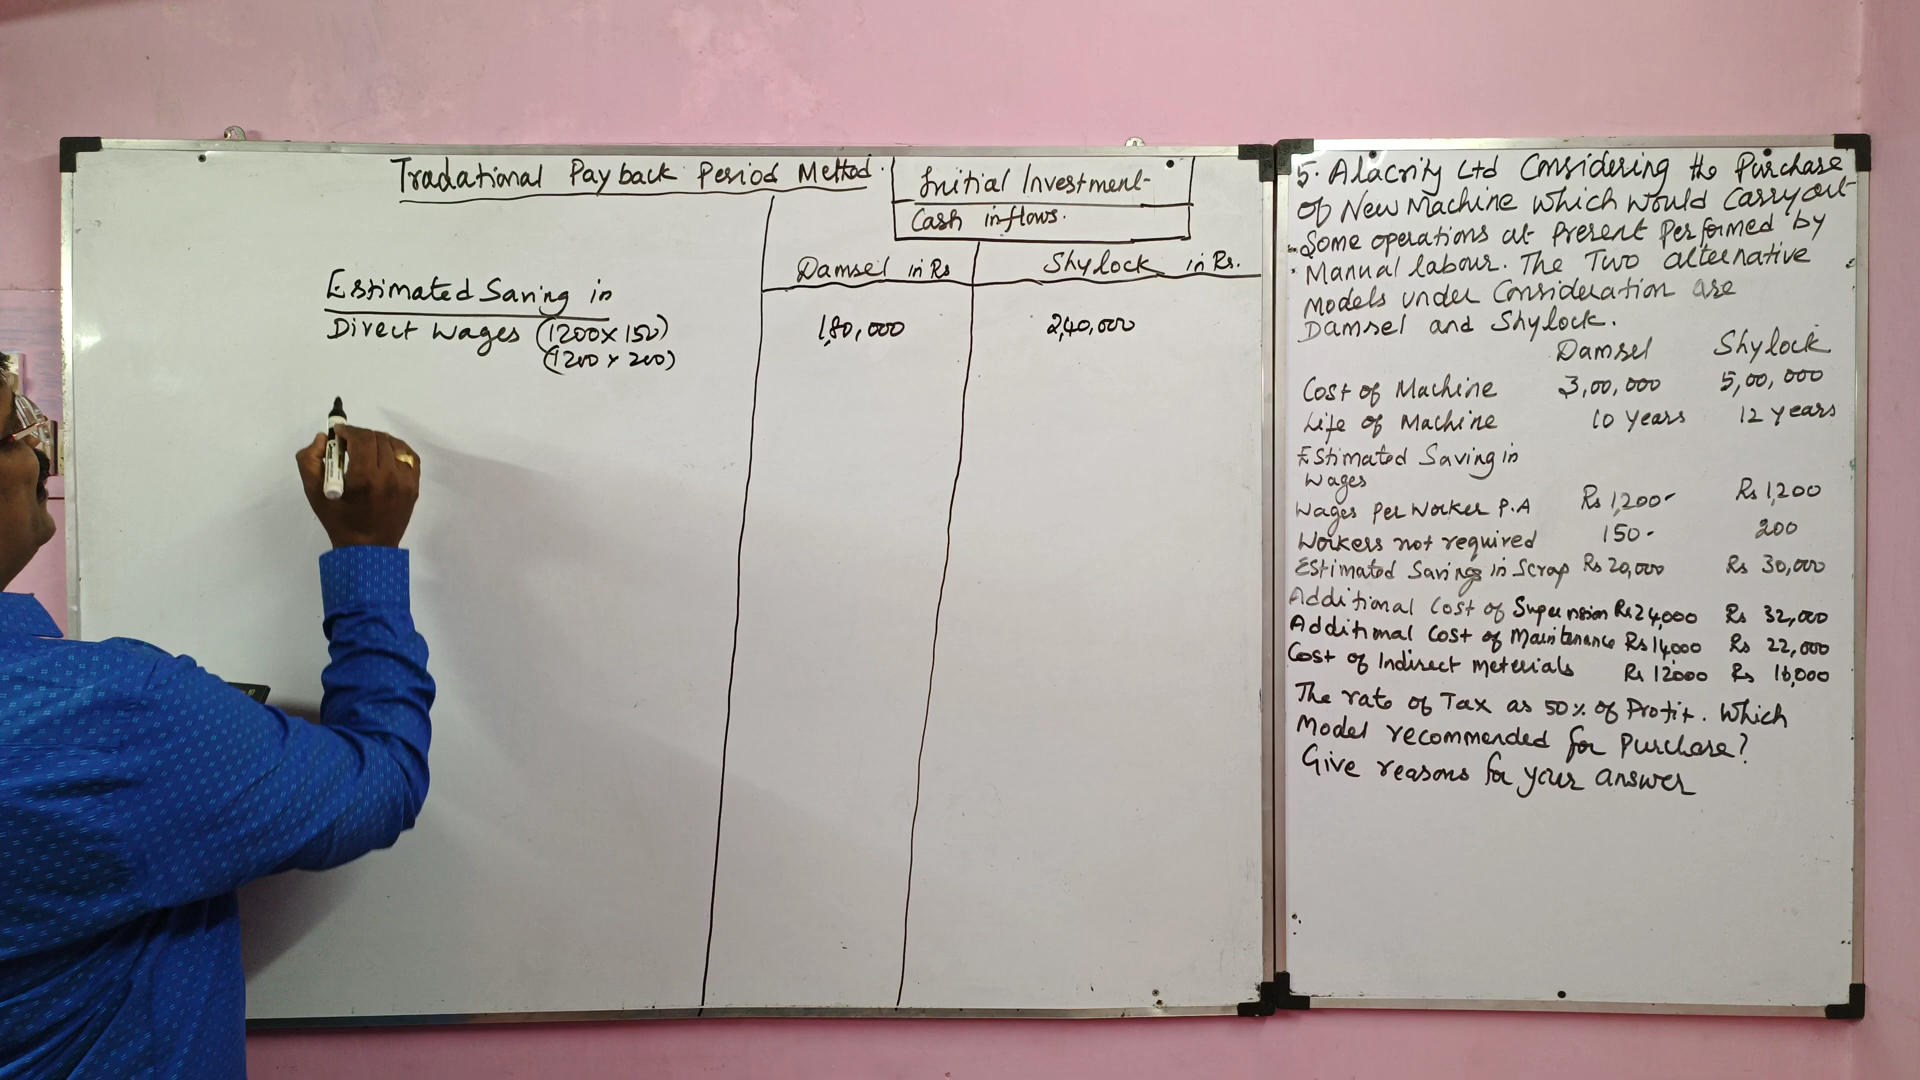 Tradational Payback Period Method.
Initial Investment
Cash inflows.
Damsel in Rs
Shylock in Rs.
Estimated Saving in
Direct Wages (1200 x 150) 1,80,000 2,40,000
(1200 x 200)
5. Alacrity Ltd Considering the Purchase
of New Machine which would Carryout
Some operations at Present Performed by
Manual labour. The Two alternative
Models under Consideration are
Damsel and Shylock.
Damsel Shylock
Cost of Machine 3,00,000 5,00,000
Life of Machine 10 years 12 years
Estimated Saving in
Wages
Wages per worker P.A Rs 1,200 Rs 1,200
Workers not required 150 200
Estimated Savings in Scrap Rs 20,000 Rs 30,000
Additional Cost of Supervision Rs 24,000 Rs 32,000
Additional Cost of Maintenance Rs 14000 Rs 22,000
Cost of Indirect meterials Rs 12000 Rs 16,000
The rate of Tax as 50% of Profit. Which
Model recommended for Purchase?
Give reasons for your answer